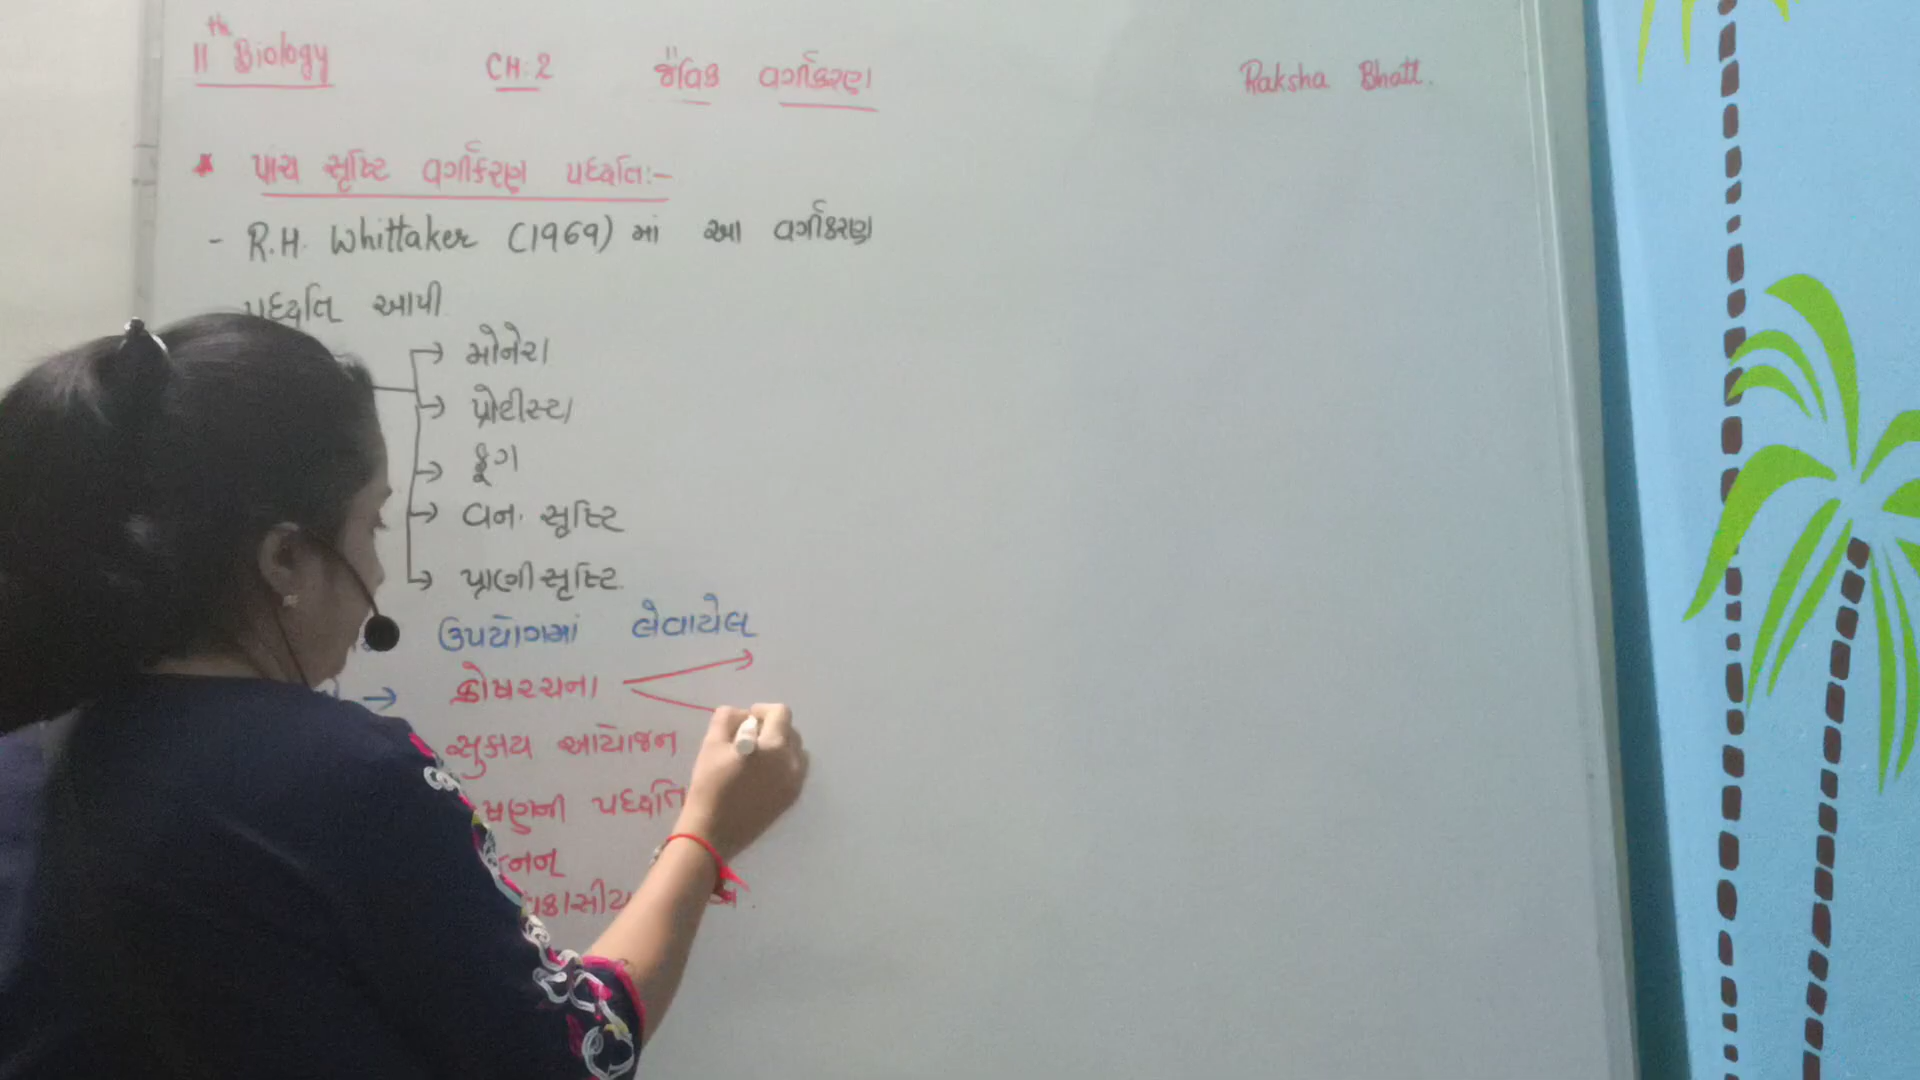 11th Biology CH:2 જૈવિક વર્ગીકરણ Raksha Bhatt.
* પાંચ સૃષ્ટિ વર્ગીકરણ પદ્ધતિ:-
- R.H. Whittaker (1969) માં આ વર્ગીકરણ
પદ્ધતિ આપી
→ મોનેરા
→ પ્રોટીસ્ટા
→ ફૂગ
→ વન. સૃષ્ટિ
→ પ્રાણીસૃષ્ટિ.
ઉપયોગમાં લેવાયેલ
→ કોષરચના
સુકાય આયોજન
પદ્ધતિ